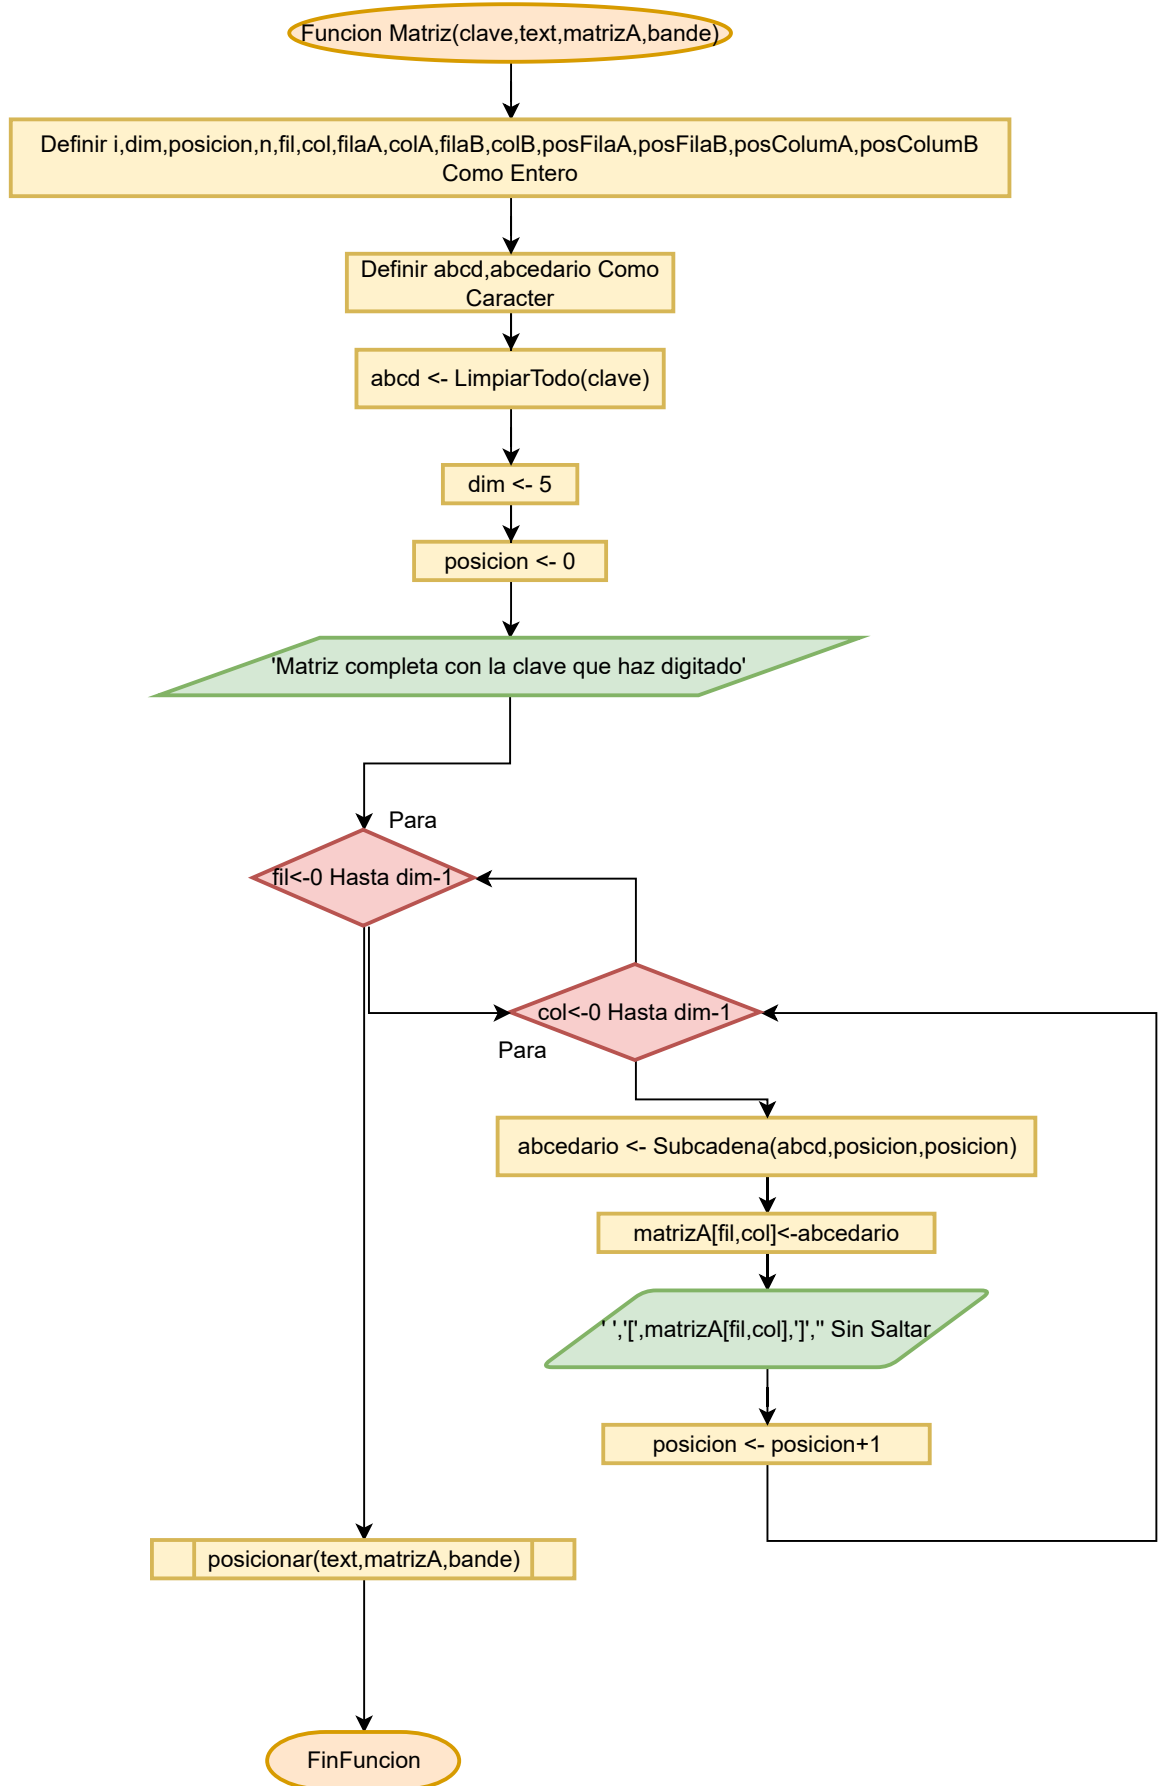 Funcion Matriz(clave,text,matrizA,bande)
Definir i,dim,posicion,n,fil,col,filaA,colA,filaB,colB,posFilaA,posFilaB,posColumA,posColumB
Como Entero
Definir abcd,abcedario Como
Caracter
abcd <- LimpiarTodo(clave)
dim <- 5
posicion <- 0
'Matriz completa con la clave que haz digitado'
Para
fil<-0 Hasta dim-1
col<-0 Hasta dim-1
Para
abcedario <- Subcadena(abcd,posicion,posicion)
matrizA[fil,col]<-abcedario
' ','[',matrizA[fil,col],']','' Sin Saltar
posicion <- posicion+1
posicionar(text,matrizA,bande)
FinFuncion